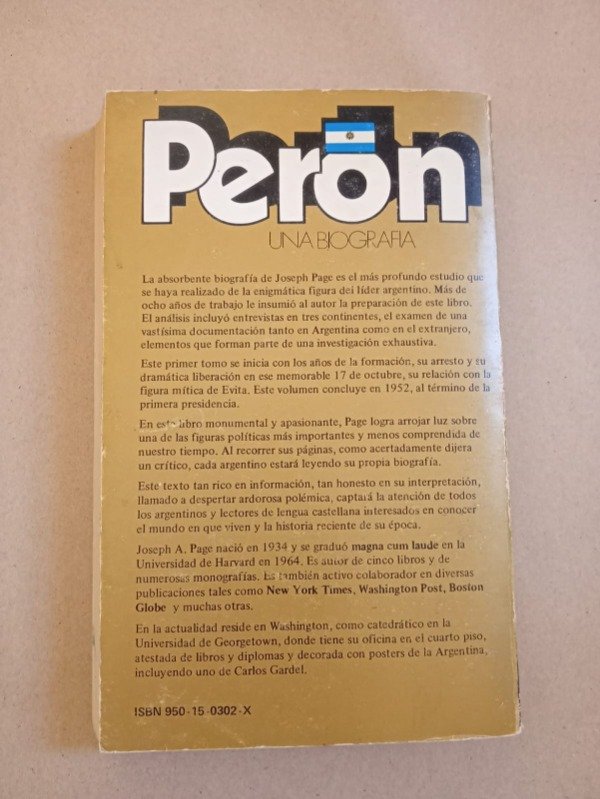 Perón
UNA BIOGRAFIA
La absorbente biografía de Joseph Page es el más profundo estudio que
se haya realizado de la enigmática figura del líder argentino. Más de
ocho años de trabajo le insumió al autor la preparación de este libro.
El análisis incluyó entrevistas en tres continentes, el examen de una
vastísima documentación tanto en Argentina como en el extranjero,
elementos que forman parte de una investigación exhaustiva.
Este primer tomo se inicia con los años de la formación, su arresto y su
dramática liberación en ese memorable 17 de octubre, su relación con la
figura mítica de Evita. Este volumen concluye en 1952, al término de la
primera presidencia.
En este libro monumental y apasionante, Page logra arrojar luz sobre
una de las figuras políticas más importantes y menos comprendida de
nuestro tiempo. Al recorrer sus páginas, como acertadamente dijera
un crítico, cada argentino estará leyendo su propia biografía.
Este texto tan rico en información, tan honesto en su interpretación,
llamado a despertar ardorosa polémica, captará la atención de todos
los argentinos y lectores de lengua castellana interesados en conocer
el mundo en que viven y la historia reciente de su época.
Joseph A. Page nació en 1934 y se graduó magna cum laude en la
Universidad de Harvard en 1964. Es autor de cinco libros y de
numerosas monografías. Es también activo colaborador en diversas
publicaciones tales como New York Times, Washington Post, Boston
Globe y muchas otras.
En la actualidad reside en Washington, como catedrático en la
Universidad de Georgetown, donde tiene su oficina en el cuarto piso,
atestada de libros y diplomas y decorada con posters de la Argentina,
incluyendo uno de Carlos Gardel.
ISBN 950-15-0302-X